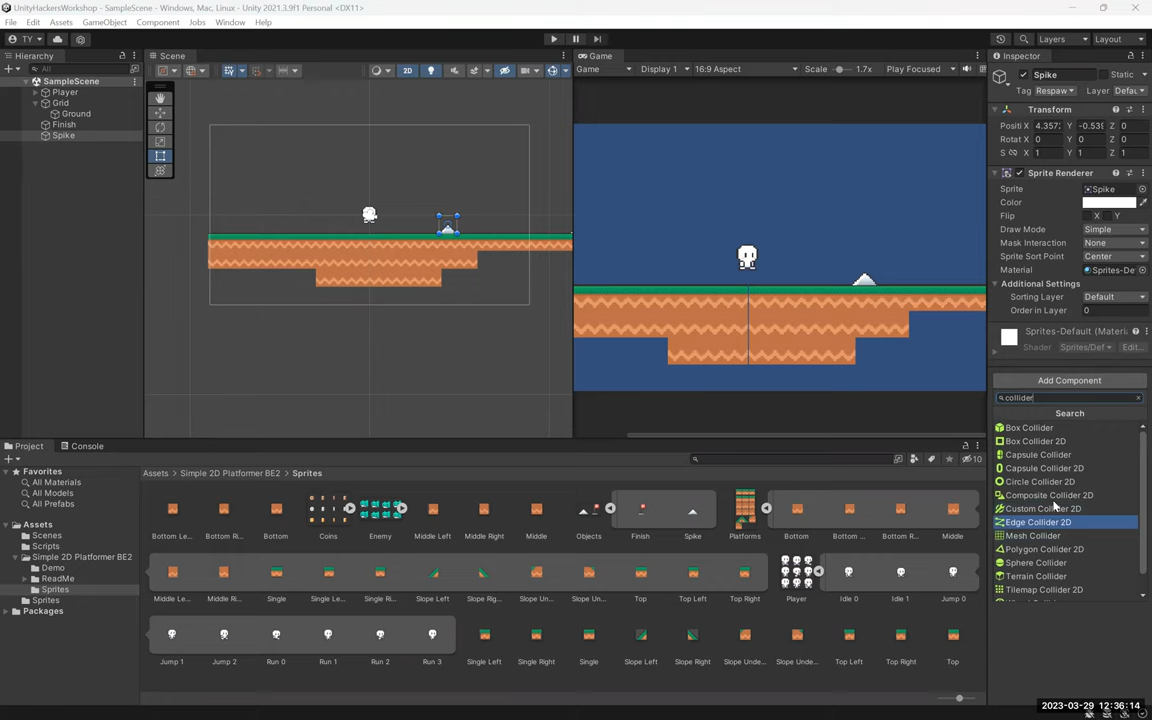 UnityHackersWorkshop - SampleScene - Windows, Mac, Linux - Unity 2021.3.9f1 Personal <DX11>
File Edit Assets GameObject Component Jobs Window Help
TY Layers Layout
Hierarchy Scene Game Inspector
All
2D
Game Display 1 16:9 Aspect Scale 1.7x Play Focused
SampleScene
Player
Grid
Ground
Finish
Spike
Spike Static
Tag Respaw Layer Defau
Transform
Positi X 4.357 Y -0.539 Z 0
Rotat X 0 Y 0 Z 0
S X 1 Y 1 Z 1
Sprite Renderer
Sprite Spike
Color
Flip X Y
Draw Mode Simple
Mask Interaction None
Sprite Sort Point Center
Material Sprites-De
Additional Settings
Sorting Layer Default
Order in Layer 0
Sprites-Default (Materi
Shader Sprites/Def Edit...
Add Component
collider
Search
Box Collider
Box Collider 2D
Capsule Collider
Capsule Collider 2D
Circle Collider 2D
Composite Collider 2D
Custom Collider 2D
Edge Collider 2D
Mesh Collider
Polygon Collider 2D
Sphere Collider
Terrain Collider
Tilemap Collider 2D
Project Console
10
Favorites
All Materials
All Models
All Prefabs
Assets
Scenes
Scripts
Simple 2D Platformer BE2
Demo
ReadMe
Sprites
Sprites
Packages
Assets > Simple 2D Platformer BE2 > Sprites
Bottom Le... Bottom Ri... Bottom Coins Enemy Middle Left Middle Right Middle Objects Finish Spike Platforms Bottom Bottom ... Bottom R... Middle
Middle Le... Middle Ri... Single Single Le... Single Ri... Slope Left Slope Rig... Slope Un... Slope Un... Top Top Left Top Right Player Idle 0 Idle 1 Jump 0
Jump 1 Jump 2 Run 0 Run 1 Run 2 Run 3 Single Left Single Right Single Slope Left Slope Right Slope Unde... Slope Unde... Top Left Top Right Top
2023-03-29 12:36:14